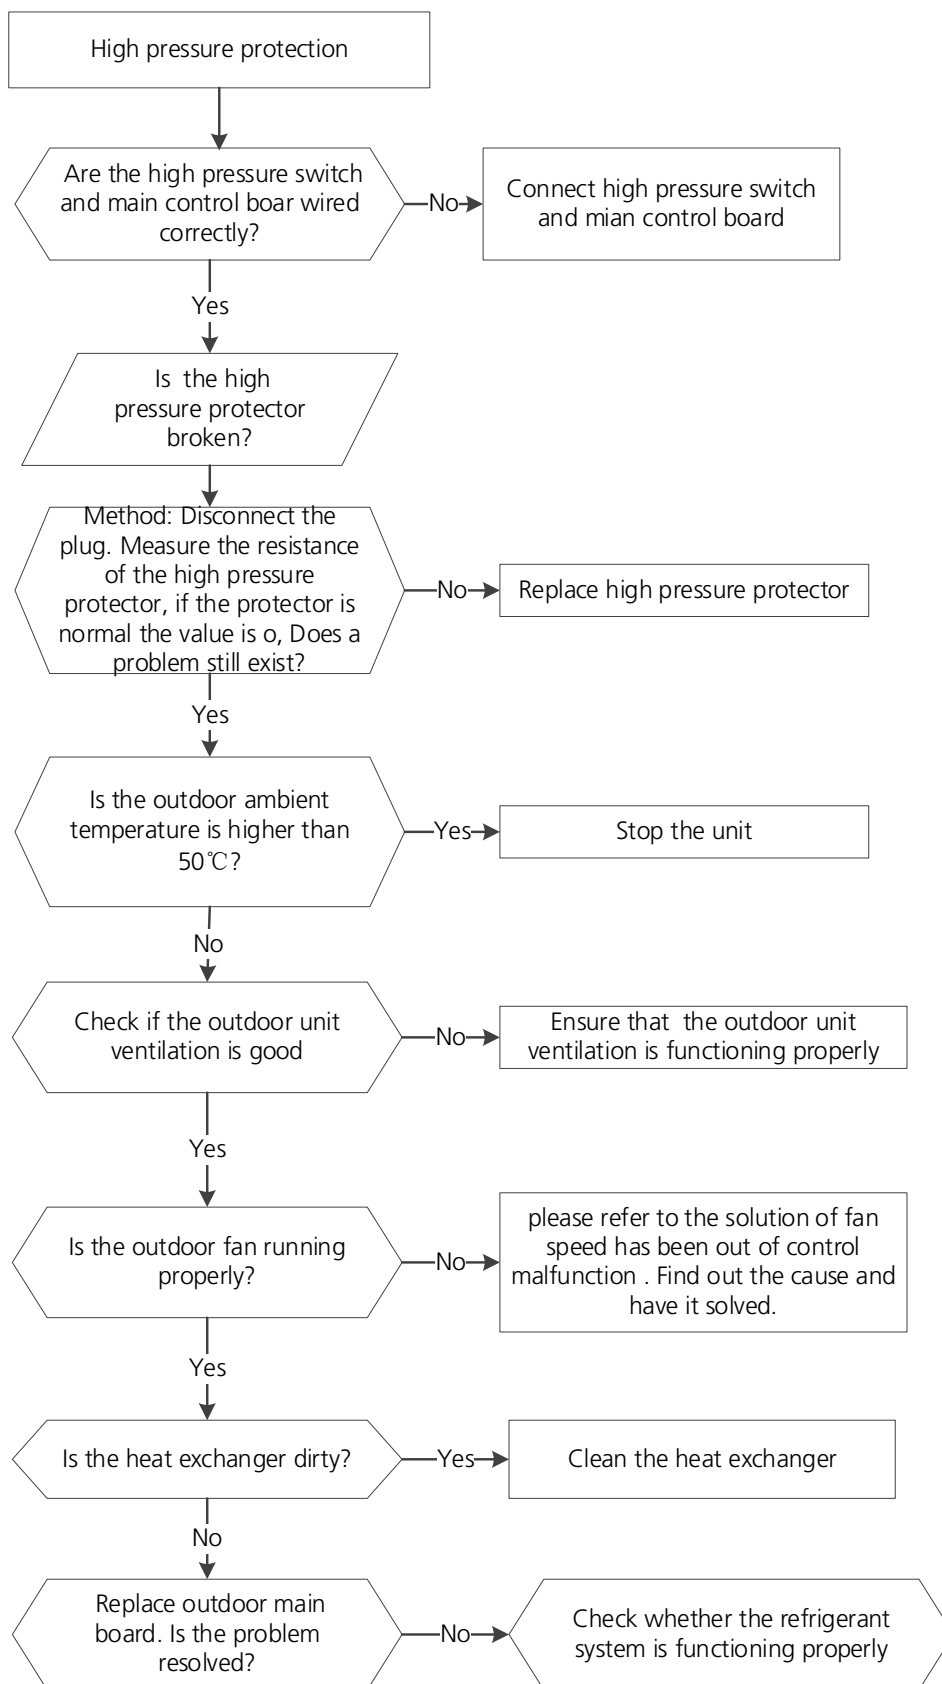 High pressure protection
Are the high pressure switch
and main control boar wired
correctly?
No
Connect high pressure switch
and mian control board
Yes
Is the high
pressure protector
broken?
Method: Disconnect the
plug. Measure the resistance
of the high pressure
protector, if the protector is
normal the value is o, Does a
problem still exist?
No
Replace high pressure protector
Yes
Is the outdoor ambient
temperature is higher than
50℃?
Yes
Stop the unit
No
Check if the outdoor unit
ventilation is good
No
Ensure that the outdoor unit
ventilation is functioning properly
Yes
Is the outdoor fan running
properly?
No
please refer to the solution of fan
speed has been out of control
malfunction . Find out the cause and
have it solved.
Yes
Is the heat exchanger dirty?
Yes
Clean the heat exchanger
No
Replace outdoor main
board. Is the problem
resolved?
No
Check whether the refrigerant
system is functioning properly